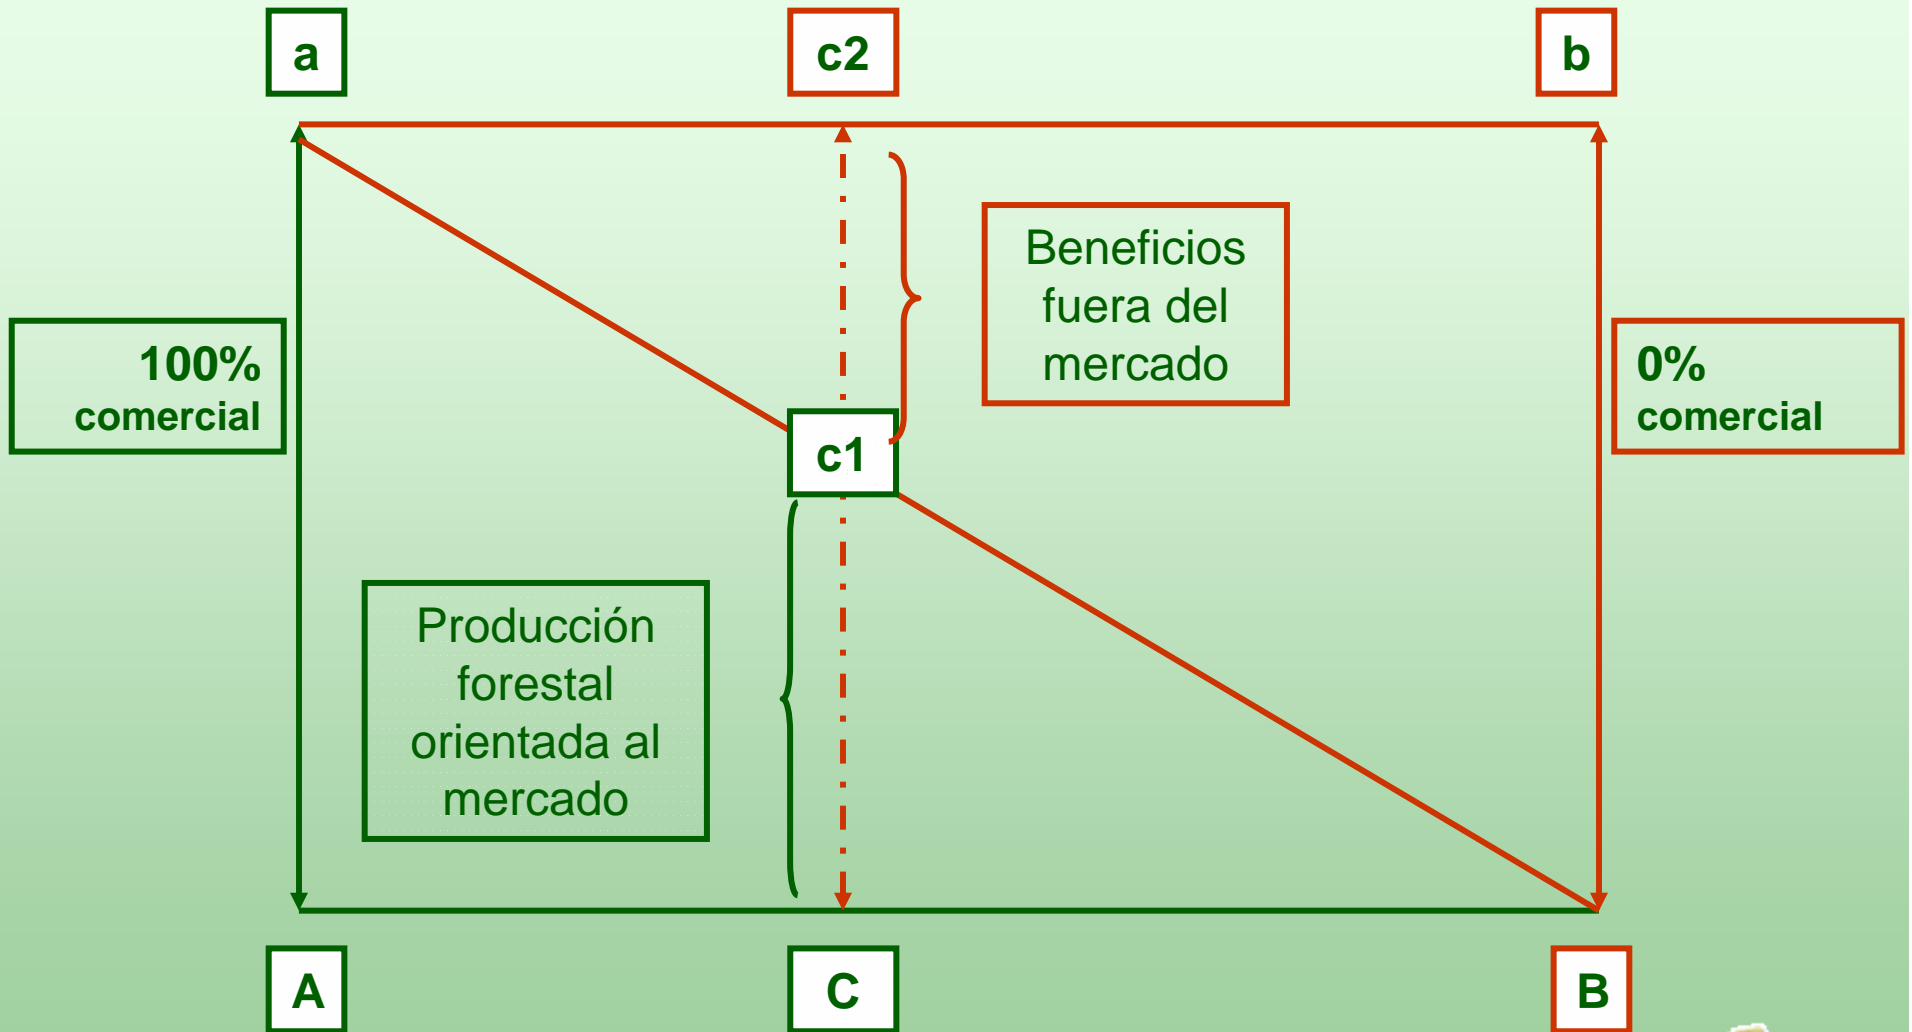 a
c2
b
Beneficios
fuera del
mercado
100%
comercial
0%
comercial
c1
Producción
forestal
orientada al
mercado
A
C
B